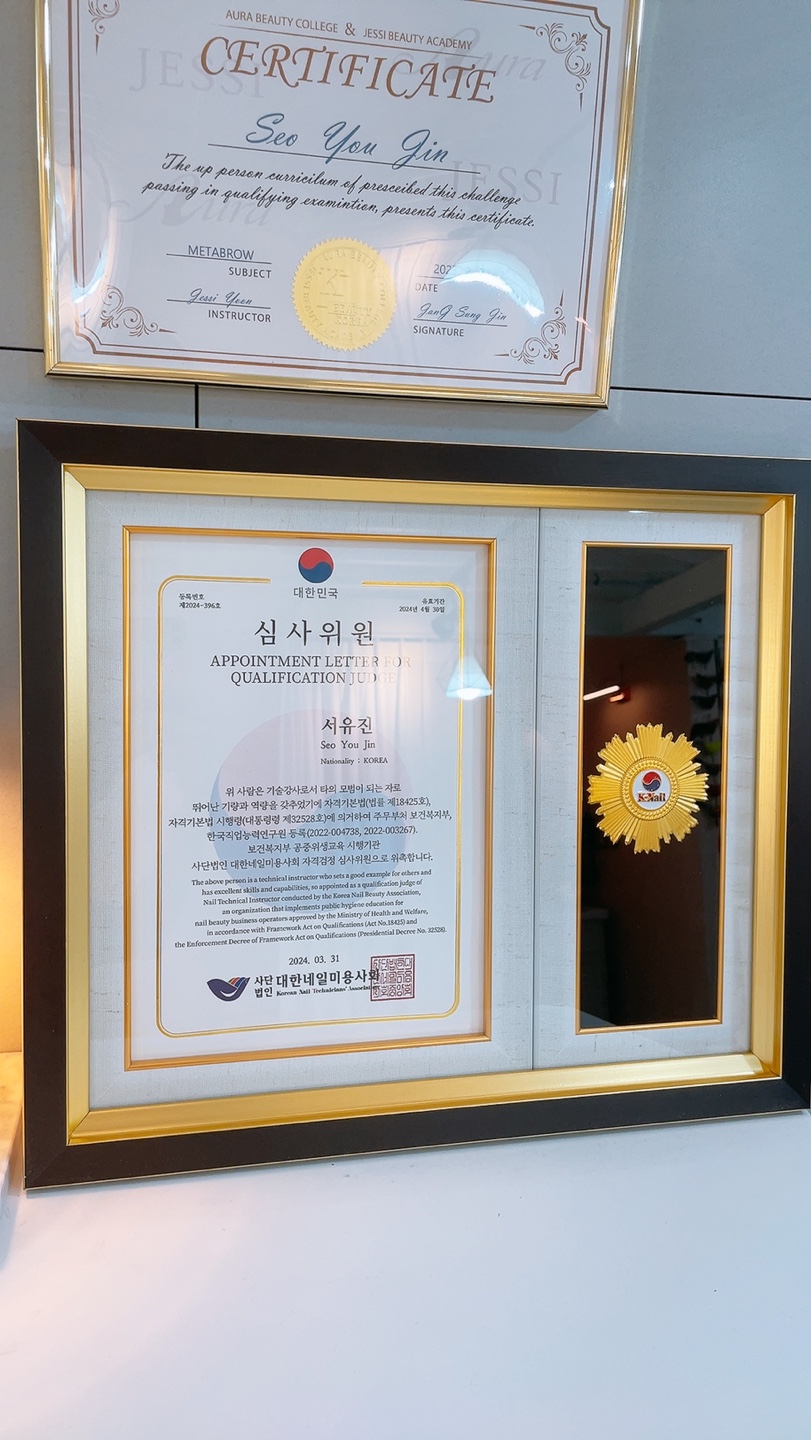 AURA BEAUTY COLLEGE & JESSI BEAUTY ACADEMY
CERTIFICATE
Seo You Jin
The up person curricilum of presceibed this challenge
passing in qualifying examintion, presents this certificate.
METABROW
SUBJECT
DATE
Jessi Yoon
INSTRUCTOR
JanG Sung Jin
SIGNATURE
JESSI
Aura
JESSI
Aura
대한민국
등록번호
제2024-396호
유효기간
2024년 4월 30일
심사위원
APPOINTMENT LETTER FOR
QUALIFICATION JUDGE
서유진
Seo You Jin
Nationality : KOREA
위 사람은 기술강사로서 타의 모범이 되는 자로
뛰어난 기량과 역량을 갖추었기에 자격기본법(법률 제18425호),
자격기본법 시행령(대통령령 제32528호)에 의거하여 주무부처 보건복지부,
한국직업능력연구원 등록(2022-004738, 2022-003267).
보건복지부 공중위생교육 시행기관
사단법인 대한네일미용사회 자격검정 심사위원으로 위촉합니다.
The above person is a technical instructor who sets a good example for others and
has excellent skills and capabilities, so appointed as a qualification judge of
Nail Technical Instructor conducted by the Korea Nail Beauty Association,
an organization that implements public hygiene education for
nail beauty business operators approved by the Ministry of Health and Welfare,
in accordance with Framework Act on Qualifications (Act No.18425) and
the Enforcement Decree of Framework Act on Qualifications (Presidential Decree No. 32528).
2024. 03. 31
사단
법인 대한네일미용사회
Korean Nail Technicians' Association
K-Nail